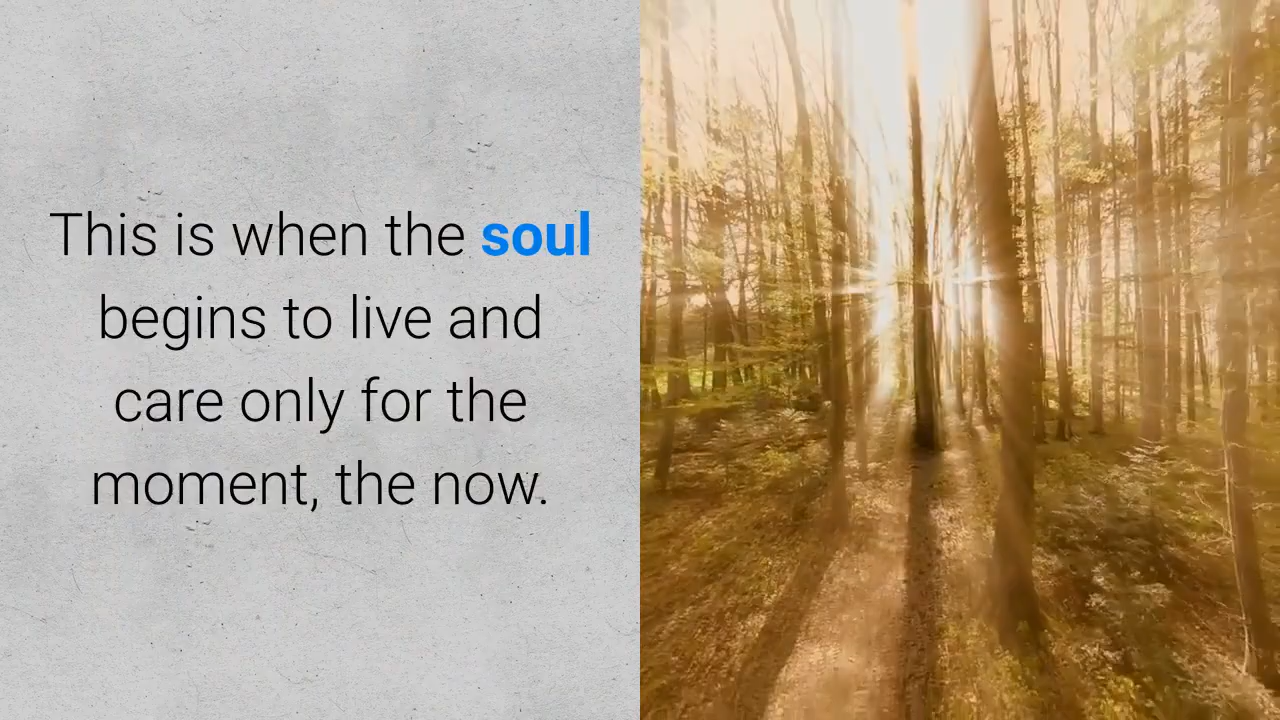 This is when the soul
begins to live and
care only for the
moment, the now.